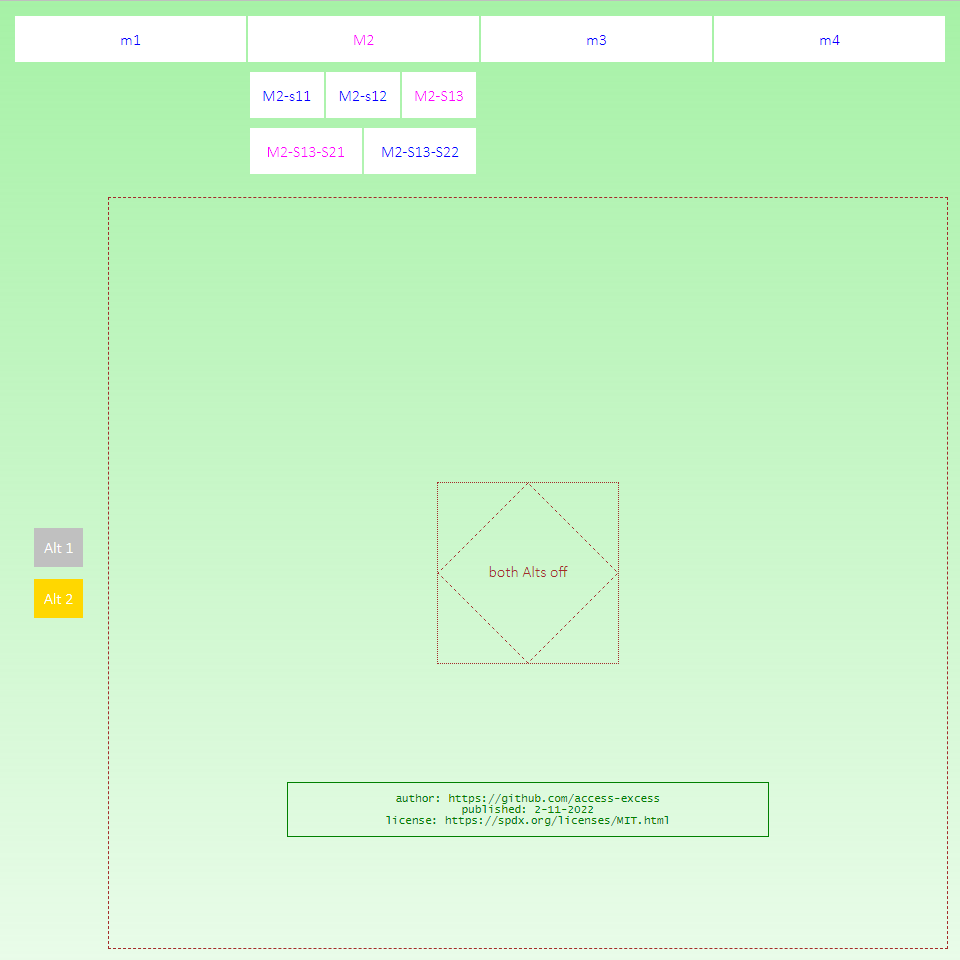 m1 M2 m3 m4
M2-s11 M2-s12 M2-S13
M2-S13-S21 M2-S13-S22
Alt 1
Alt 2
both Alts off
author: https://github.com/access-excess
published: 2-11-2022
license: https://spdx.org/licenses/MIT.html